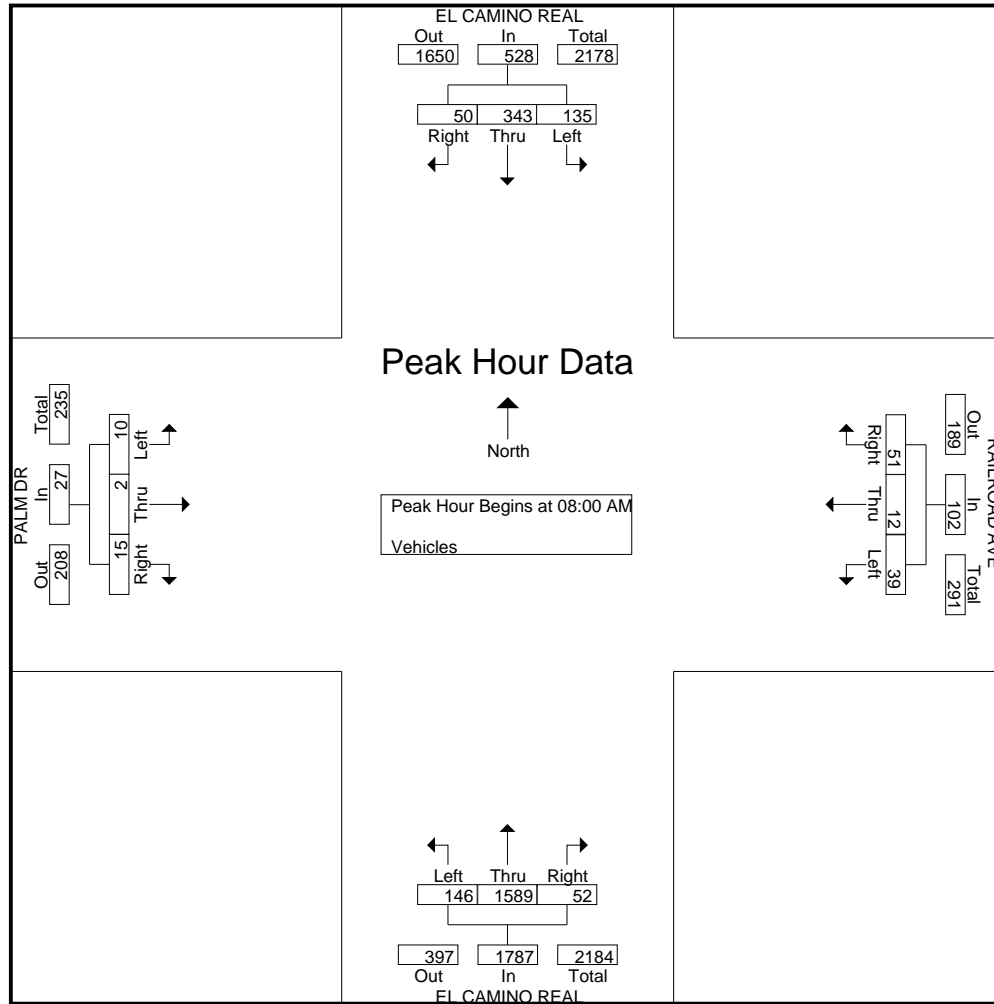 EL CAMINO REAL
Out In Total
1650 528 2178
50 343 135
Right Thru Left
Peak Hour Data
North
Peak Hour Begins at 08:00 AM
Vehicles
PALM DR
Out In Total
208 27 235
15 2 10
Right Thru Left
RAILROAD AVE
Out In Total
189 102 291
51 12 39
Right Thru Left
Left Thru Right
146 1589 52
397 1787 2184
Out In Total
EL CAMINO REAL